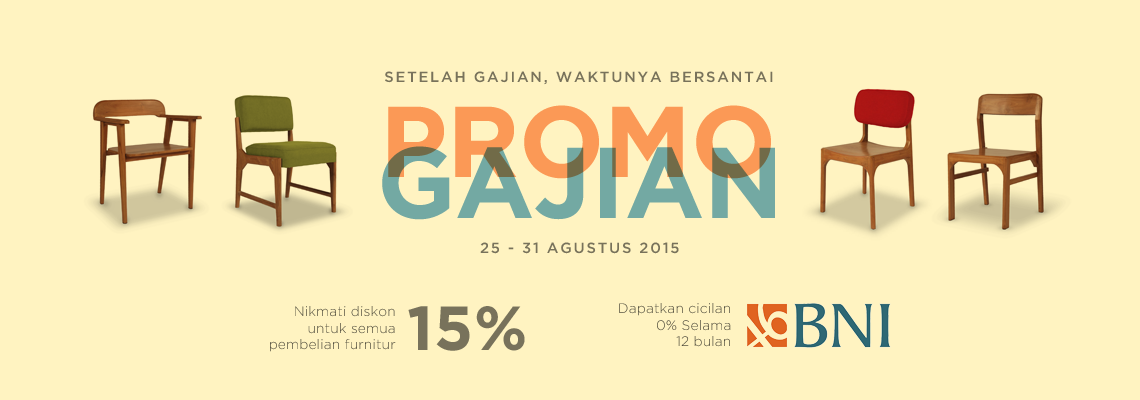 SETELAH GAJIAN, WAKTUNYA BERSANTAI
PROMO
GAJIAN
25 - 31 AGUSTUS 2015
Nikmati diskon
untuk semua
pembelian furnitur
15%
Dapatkan cicilan
0% Selama
12 bulan
BNI